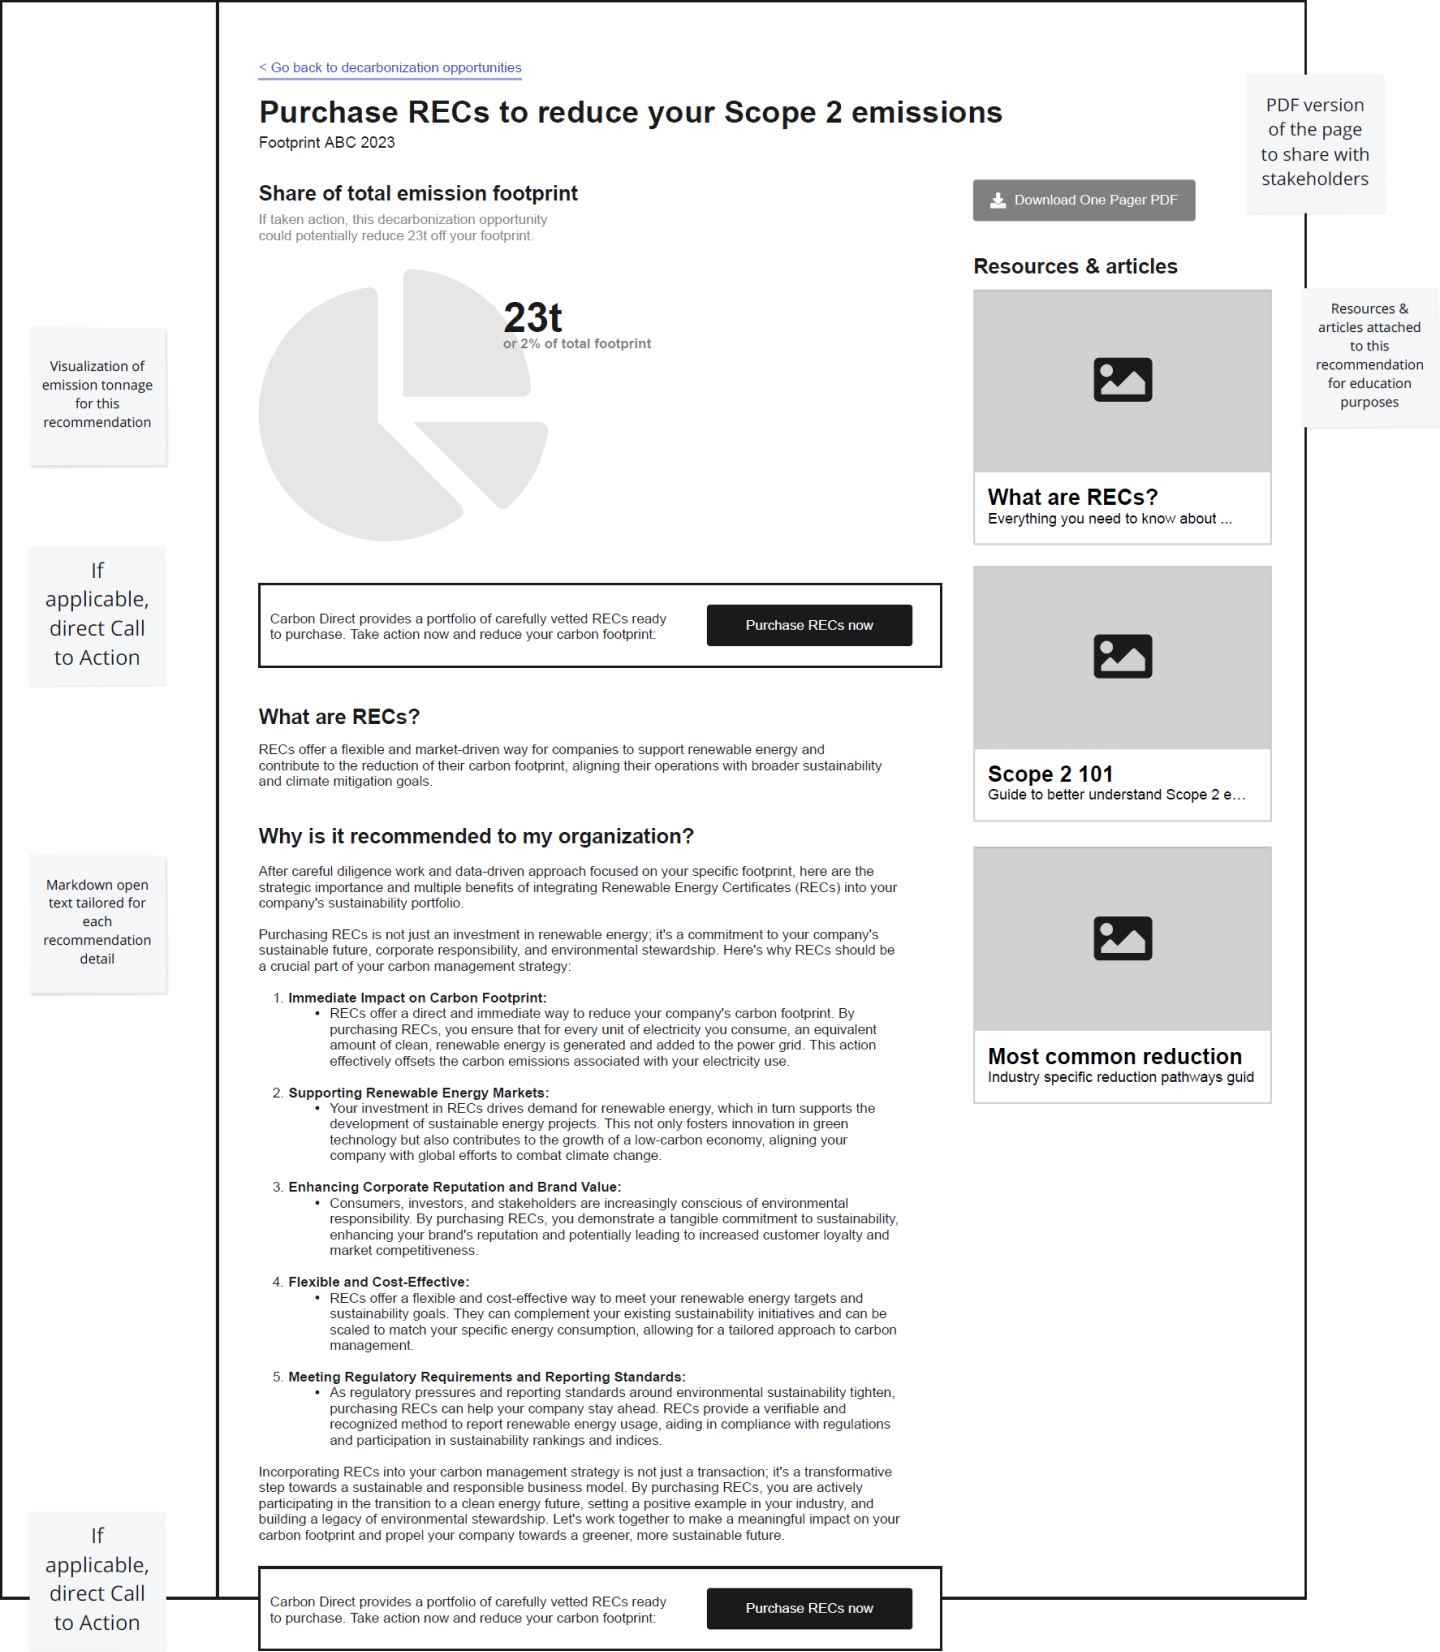 < Go back to decarbonization opportunities
Purchase RECs to reduce your Scope 2 emissions
Footprint ABC 2023
PDF version
of the page
to share with
stakeholders
Share of total emission footprint
If taken action, this decarbonization opportunity
could potentially reduce 23t off your footprint.
23t
or 2% of total footprint
Visualization of
emission tonnage
for this
recommendation
Download One Pager PDF
Resources & articles
Resources &
articles attached
to this
recommendation
for education
purposes
What are RECs?
Everything you need to know about ...
Scope 2 101
Guide to better understand Scope 2 e...
Most common reduction
Industry specific reduction pathways guid
If
applicable,
direct Call
to Action
Carbon Direct provides a portfolio of carefully vetted RECs ready
to purchase. Take action now and reduce your carbon footprint:
Purchase RECs now
What are RECs?
RECs offer a flexible and market-driven way for companies to support renewable energy and
contribute to the reduction of their carbon footprint, aligning their operations with broader sustainability
and climate mitigation goals.
Markdown open
text tailored for
each
recommendation
detail
Why is it recommended to my organization?
After careful diligence work and data-driven approach focused on your specific footprint, here are the
strategic importance and multiple benefits of integrating Renewable Energy Certificates (RECs) into your
company's sustainability portfolio.
Purchasing RECs is not just an investment in renewable energy; it's a commitment to your company's
sustainable future, corporate responsibility, and environmental stewardship. Here's why RECs should be
a crucial part of your carbon management strategy:
1. Immediate Impact on Carbon Footprint:
• RECs offer a direct and immediate way to reduce your company's carbon footprint. By
purchasing RECs, you ensure that for every unit of electricity you consume, an equivalent
amount of clean, renewable energy is generated and added to the power grid. This action
effectively offsets the carbon emissions associated with your electricity use.
2. Supporting Renewable Energy Markets:
• Your investment in RECs drives demand for renewable energy, which in turn supports the
development of sustainable energy projects. This not only fosters innovation in green
technology but also contributes to the growth of a low-carbon economy, aligning your
company with global efforts to combat climate change.
3. Enhancing Corporate Reputation and Brand Value:
• Consumers, investors, and stakeholders are increasingly conscious of environmental
responsibility. By purchasing RECs, you demonstrate a tangible commitment to sustainability,
enhancing your brand's reputation and potentially leading to increased customer loyalty and
market competitiveness.
4. Flexible and Cost-Effective:
• RECs offer a flexible and cost-effective way to meet your renewable energy targets and
sustainability goals. They can complement your existing sustainability initiatives and can be
scaled to match your specific energy consumption, allowing for a tailored approach to carbon
management.
5. Meeting Regulatory Requirements and Reporting Standards:
• As regulatory pressures and reporting standards around environmental sustainability tighten,
purchasing RECs can help your company stay ahead. RECs provide a verifiable and
recognized method to report renewable energy usage, aiding in compliance with regulations
and participation in sustainability rankings and indices.
Incorporating RECs into your carbon management strategy is not just a transaction; it's a transformative
step towards a sustainable and responsible business model. By purchasing RECs, you are actively
participating in the transition to a clean energy future, setting a positive example in your industry, and
building a legacy of environmental stewardship. Let's work together to make a meaningful impact on your
carbon footprint and propel your company towards a greener, more sustainable future.
If
applicable,
direct Call
to Action
Carbon Direct provides a portfolio of carefully vetted RECs ready
to purchase. Take action now and reduce your carbon footprint:
Purchase RECs now